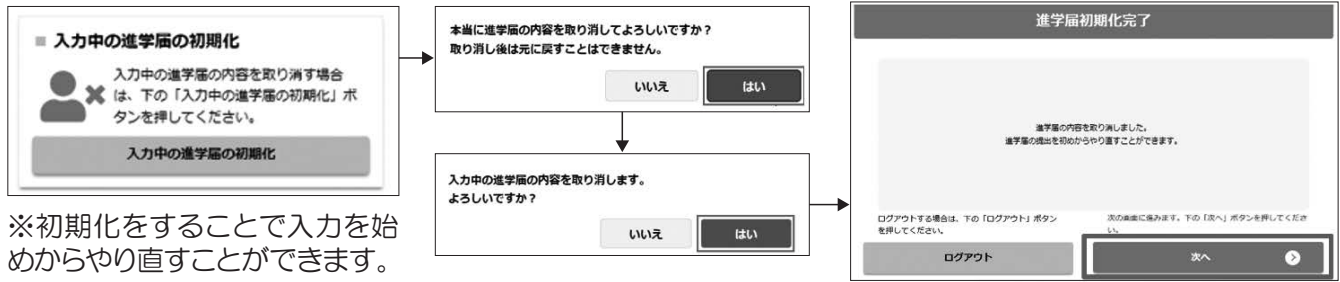 ■ 入力中の進学届の初期化
入力中の進学届の内容を取り消す場合
は、下の「入力中の進学届の初期化」ボ
タンを押してください。
入力中の進学届の初期化
※初期化をすることで入力を始
めからやり直すことができます。
本当に進学届の内容を取り消してよろしいですか？
取り消し後は元に戻すことはできません。
いいえ
はい
入力中の進学届の内容を取り消します。
よろしいですか？
いいえ
はい
進学届初期化完了
進学届の内容を取り消しました。
進学届の提出を初めからやり直すことができます。
ログアウトする場合は、下の「ログアウト」ボタン
を押してください。
ログアウト
次の画面に進みます。下の「次へ」ボタンを押してくださ
い。
次へ